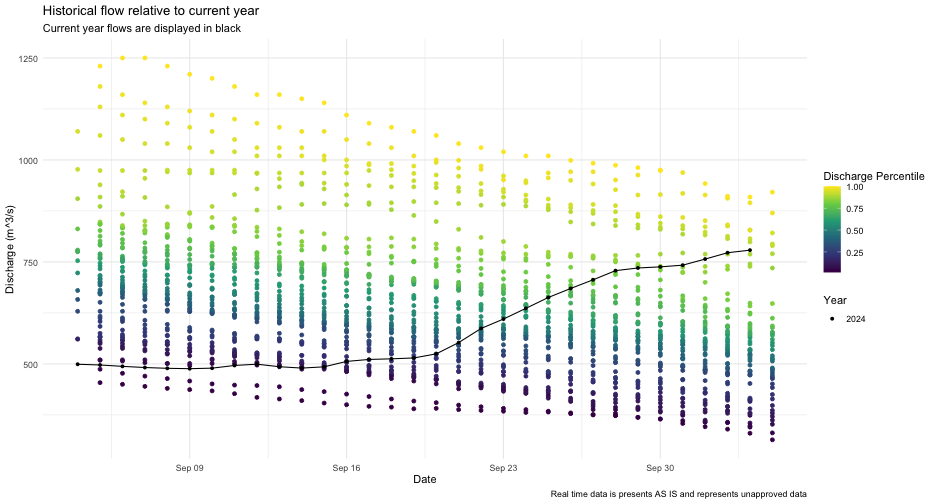 Historical flow relative to current year
Current year flows are displayed in black
Discharge (m^3/s)
1250
1000
750
500
Sep 09
Sep 16
Sep 23
Sep 30
Date
Discharge Percentile
1.00
0.75
0.50
0.25
Year
2024
Real time data is presents AS IS and represents unapproved data